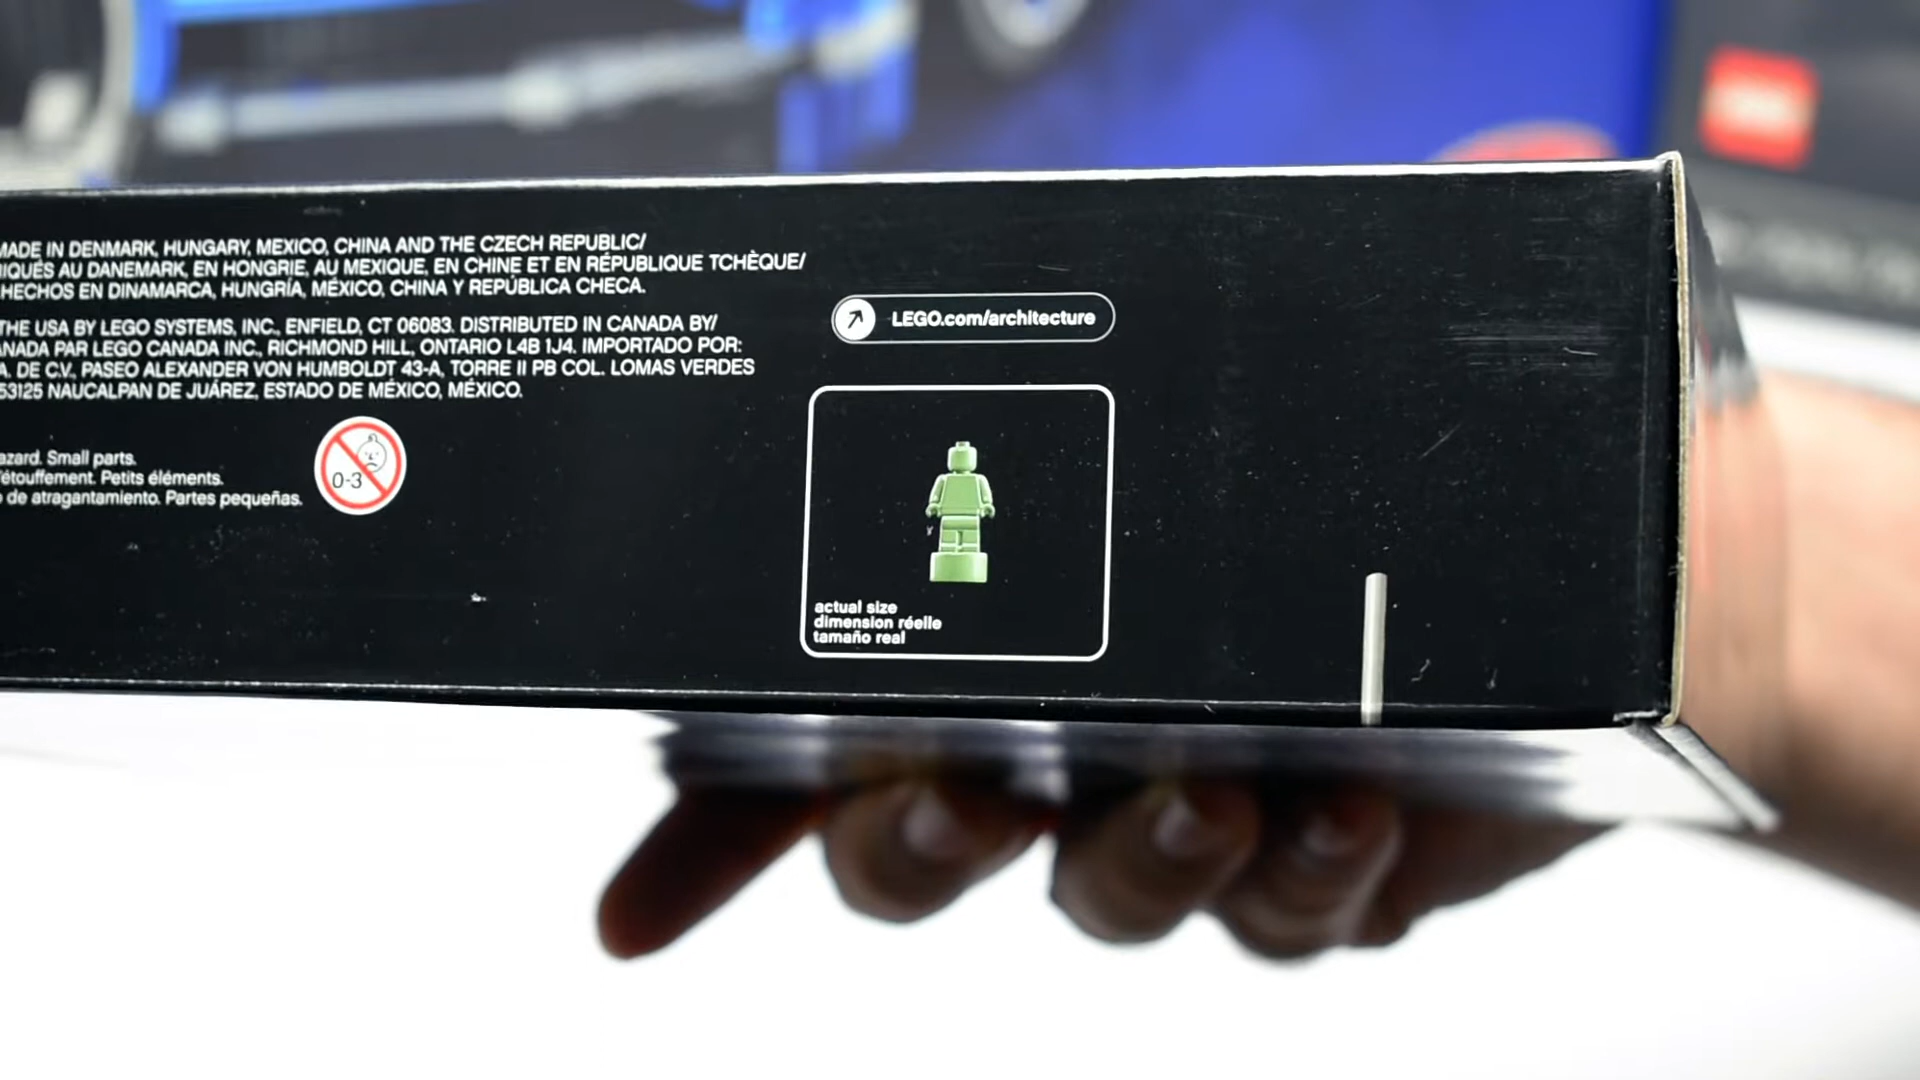 MADE IN DENMARK, HUNGARY, MEXICO, CHINA AND THE CZECH REPUBLIC/
IQUÉS AU DANEMARK, EN HONGRIE, AU MEXIQUE, EN CHINE ET EN RÉPUBLIQUE TCHÈQUE/
HECHOS EN DINAMARCA, HUNGRÍA, MÉXICO, CHINA Y REPÚBLICA CHECA.
THE USA BY LEGO SYSTEMS, INC., ENFIELD, CT 06083. DISTRIBUTED IN CANADA BY/
ANADA PAR LEGO CANADA INC., RICHMOND HILL, ONTARIO L4B 1J4. IMPORTADO POR:
A. DE C.V., PASEO ALEXANDER VON HUMBOLDT 43-A, TORRE II PB COL. LOMAS VERDES
53125 NAUCALPAN DE JUÁREZ, ESTADO DE MÉXICO, MÉXICO.
azard. Small parts.
'étouffement. Petits éléments.
de atragantamiento. Partes pequeñas.
0-3
LEGO.com/architecture
actual size
dimension réelle
tamaño real